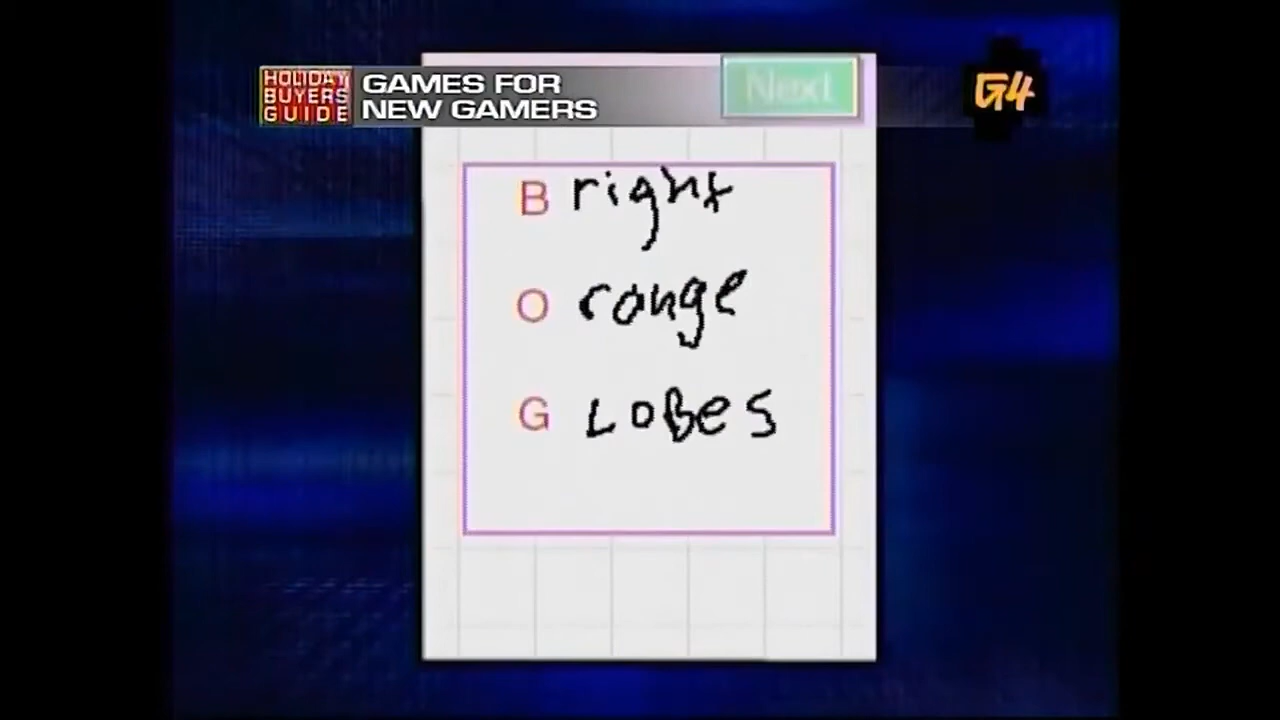 HOLIDAY
BUYERS
GUIDE
GAMES FOR
NEW GAMERS
Next
G4
B right
O range
G LOBes